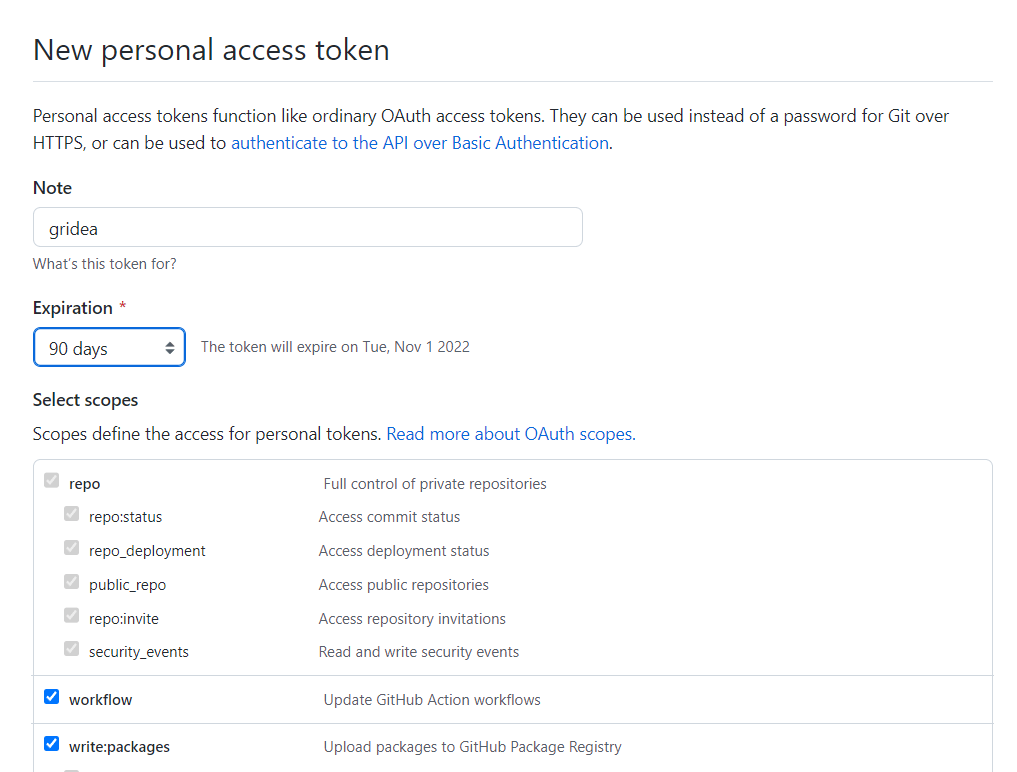 New personal access token
Personal access tokens function like ordinary OAuth access tokens. They can be used instead of a password for Git over
HTTPS, or can be used to authenticate to the API over Basic Authentication.
Note
gridea
What's this token for?
Expiration *
90 days The token will expire on Tue, Nov 1 2022
Select scopes
Scopes define the access for personal tokens. Read more about OAuth scopes.
repo Full control of private repositories
repo:status Access commit status
repo_deployment Access deployment status
public_repo Access public repositories
repo:invite Access repository invitations
security_events Read and write security events
workflow Update GitHub Action workflows
write:packages Upload packages to GitHub Package Registry